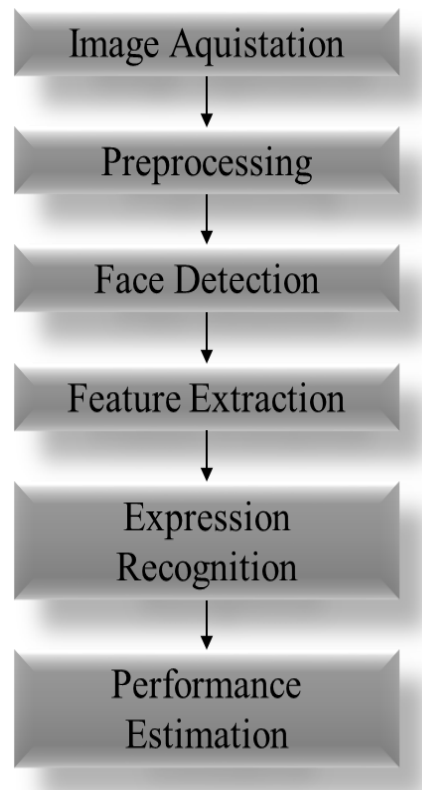 Image Aquistation
Preprocessing
Face Detection
Feature Extraction
Expression
Recognition
Performance
Estimation